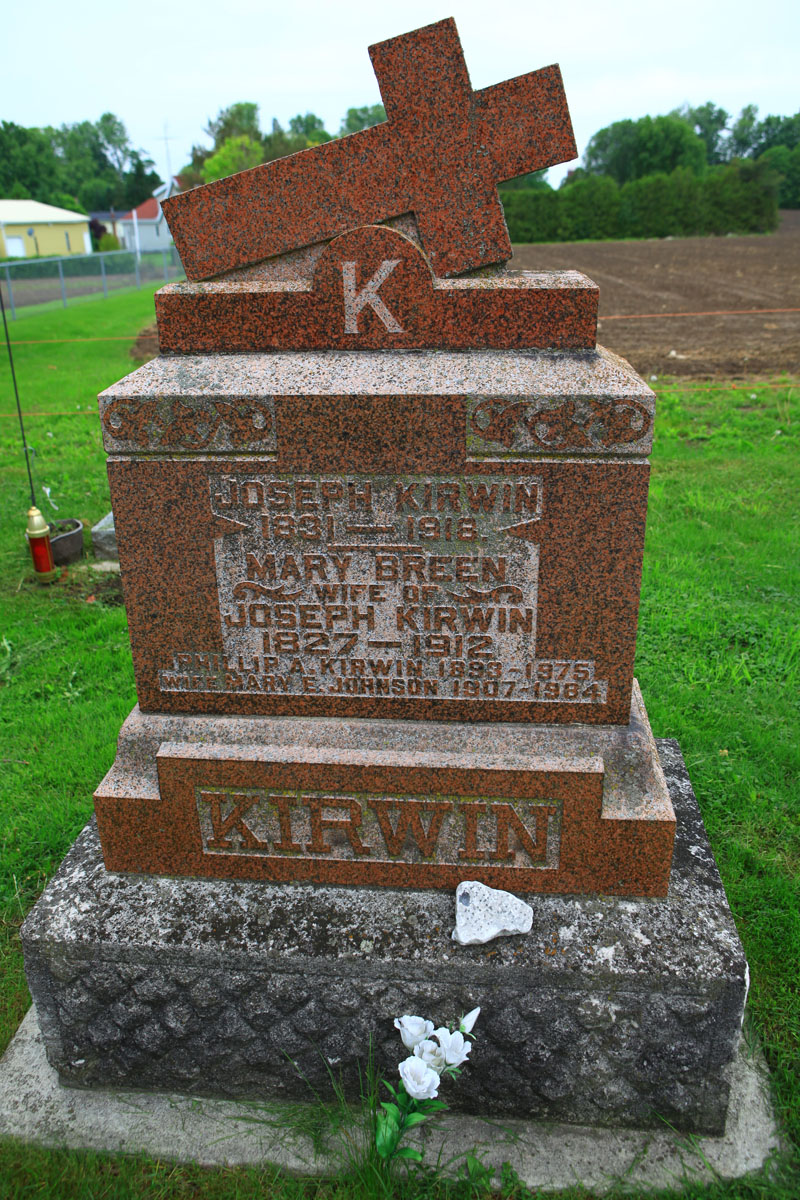 K
JOSEPH KIRWIN
1831 — 1918.
MARY BREEN
WIFE OF
JOSEPH KIRWIN
1827 — 1912
PHILLIP A. KIRWIN 1893 - 1975
WIFE MARY E. JOHNSON 1907 - 1984
KIRWIN